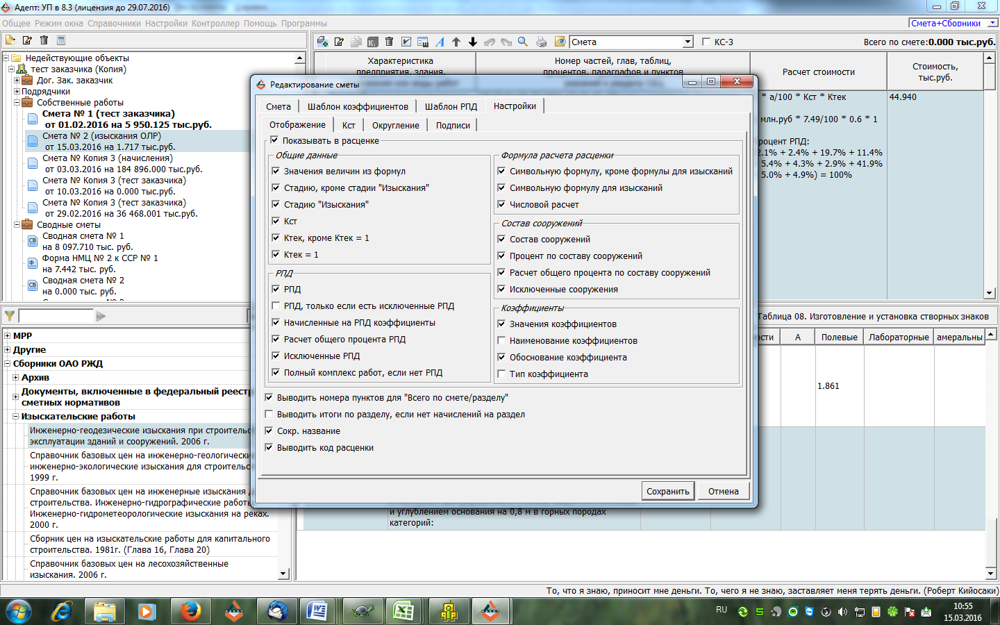 Адепт: УП в 8.3 (лицензия до 29.07.2016)
Общее Режим окна Справочники Настройки Контроллер Помощь Программы
Смета+Сборники
Смета
КС-3
Всего по смете:0.000 тыс.руб.
Недействующие объекты
тест заказчика (Копия)
Дог. Зак. заказчик
Подрядчики
Собственные работы
Смета № 1 (тест заказчика)
от 01.02.2016 на 5 950.125 тыс.руб.
Смета № 2 (изыскания ОЛР)
от 15.03.2016 на 1.717 тыс.руб.
Смета № Копия 3 (начисления)
от 03.03.2016 на 184 896.000 тыс.руб.
Смета № Копия 3 (тест заказчика)
от 10.03.2016 на 0.000 тыс.руб.
Смета № Копия 3 (тест заказчика)
от 29.02.2016 на 36 468.001 тыс.руб.
Сводные сметы
Сводная смета № 1
на 8 097.710 тыс. руб.
Форма НМЦ № 2 к ССР № 1
на 7.442 тыс. руб.
Сводная смета № 2
на 0.000 тыс. руб.
Характеристика
предприятия, здания,
Номер частей, глав, таблиц,
процентов, параграфов и пунктов
Расчет стоимости
Стоимость,
тыс.руб.
* а/100 * Кст * Ктек
44.940
млн.руб * 7.49/100 * 0.6 * 1
роцент РПД:
2.1% + 2.4% + 19.7% + 11.4%
5.4% + 4.3% + 2.9% + 41.9%
5.0% + 4.9%) = 100%
Редактирование сметы
Смета
Шаблон коэффициентов
Шаблон РПД
Настройки
Отображение
Кст
Округление
Подписи
Показывать в расценке
Общие данные
Значения величин из формул
Стадию, кроме стадии "Изыскания"
Стадию "Изыскания"
Кст
Ктек, кроме Ктек = 1
Ктек = 1
РПД
РПД
РПД, только если есть исключенные РПД
Начисленные на РПД коэффициенты
Расчет общего процента РПД
Исключенные РПД
Полный комплекс работ, если нет РПД
Формула расчета расценки
Символьную формулу, кроме формулы для изысканий
Символьную формулу для изысканий
Числовой расчет
Состав сооружений
Состав сооружений
Процент по составу сооружений
Расчет общего процента по составу сооружений
Исключенные сооружения
Коэффициенты
Значения коэффициентов
Наименование коэффициентов
Обоснование коэффициента
Тип коэффициента
Выводить номера пунктов для "Всего по смете/разделу"
Выводить итоги по разделу, если нет начислений на раздел
Сокр. название
Выводить код расценки
Сохранить
Отмена
МРР
Другие
Сборники ОАО РЖД
Архив
Документы, включенные в федеральный реестр
сметных нормативов
Изыскательские работы
Инженерно-геодезические изыскания при строительс
эксплуатации зданий и сооружений. 2006 г.
Справочник базовых цен на инженерно-геологически
инженерно-экологические изыскания для строительс
1999 г.
Справочник базовых цен на инженерные изыскания д
строительства. Инженерно-гидрографические работы
Инженерно-гидрометеорологические изыскания на реках.
2000 г.
Сборник цен на изыскательские работы для капитального
строительства. 1981г. (Глава 16, Глава 20)
Справочник базовых цен на лесохозяйственные
изыскания. 2006 г.
Таблица 08. Изготовление и установка створных знаков
ости
А
Полевые
Лабораторные
амеральны
1.861
и углублением основания на 0,8 м в горных породах
категорий:
То, что я знаю, приносит мне деньги. То, чего я не знаю, заставляет меня терять деньги. (Роберт Кийосаки)
RU
10:55
15.03.2016